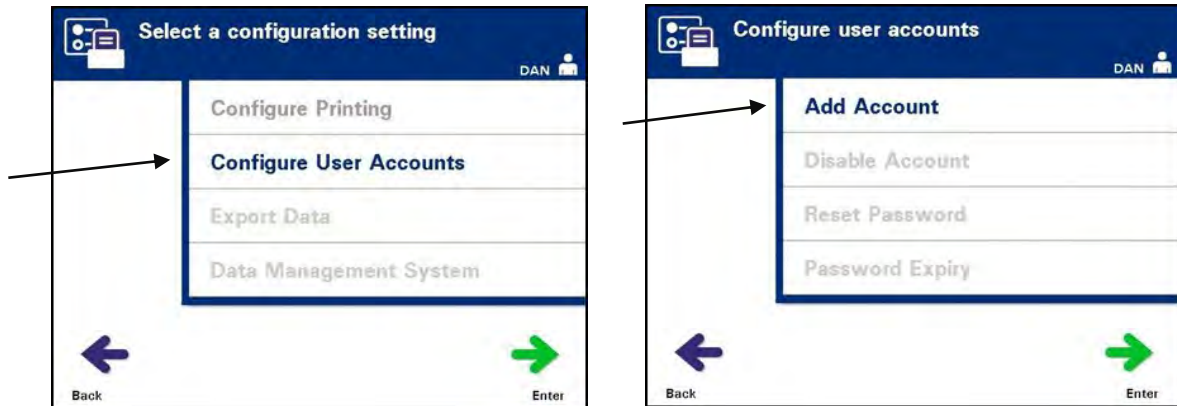 Select a configuration setting
DAN
Configure Printing
Configure User Accounts
Export Data
Data Management System
Back
Enter
Configure user accounts
DAN
Add Account
Disable Account
Reset Password
Password Expiry
Back
Enter